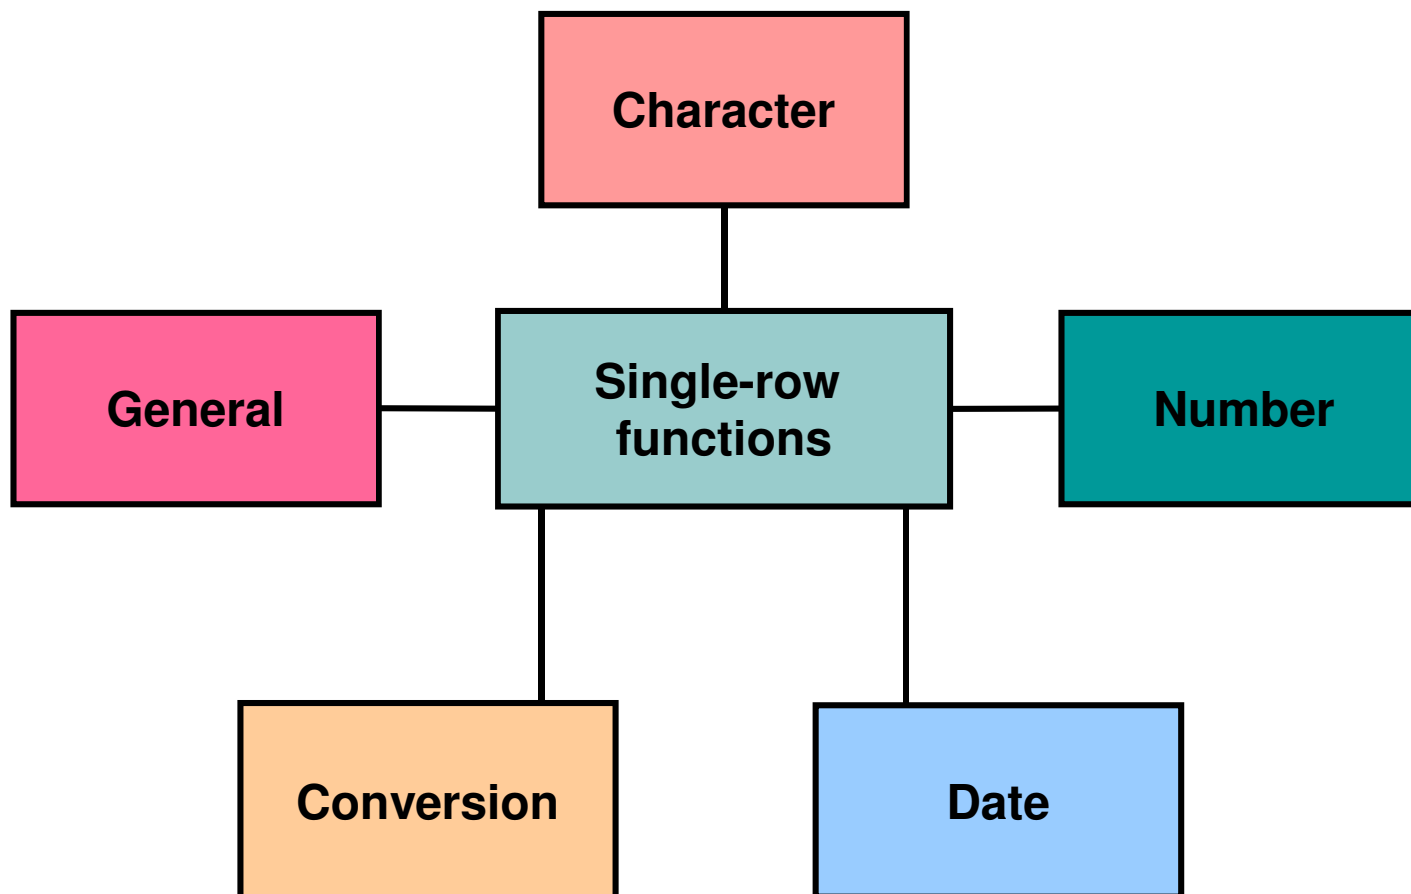 Character
General
Single-row
functions
Number
Conversion
Date